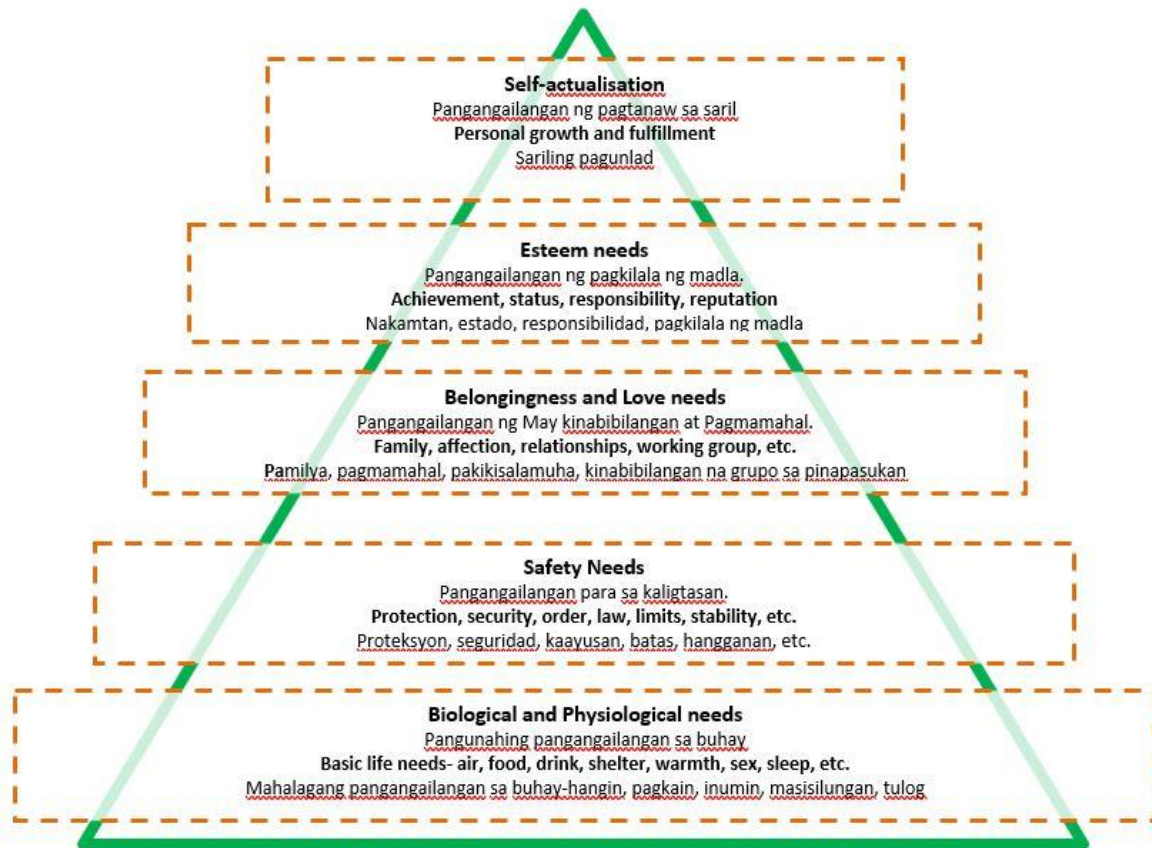 Self-actualisation
Pangangailangan ng pagtanaw sa saril
Personal growth and fulfillment
Sariling pagunlad
Esteem needs
Pangangailangan ng pagkilala ng madla.
Achievement, status, responsibility, reputation
Nakamtan, estado, responsibilidad, pagkilala ng madla
Belongingness and Love needs
Pangangailangan ng May kinabibilangan at Pagmamahal.
Family, affection, relationships, working group, etc.
Pamilya, pagmamahal, pakikisalamuha, kinabibilangan na grupo sa pinapasukan
Safety Needs
Pangangailangan para sa kaligtasan.
Protection, security, order, law, limits, stability, etc.
Proteksyon, seguridad, kaayusan, batas, hangganan, etc.
Biological and Physiological needs
Pangunahing pangangailangan sa buhay
Basic life needs- air, food, drink, shelter, warmth, sex, sleep, etc.
Mahalagang pangangailangan sa buhay-hangin, pagkain, inumin, masisilungan, tulog